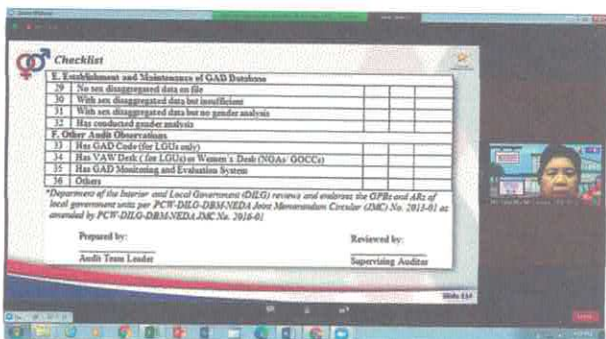 Checklist
E. Establishment and Maintenance of GAD Database
29 No sex disaggregated data on file
30 With sex disaggregated data but insufficient
31 With sex disaggregated data but no gender analysis
32 Has conducted gender analysis
F. Other Audit Observations
33 Has GAD Code (for LGUs only)
34 Has VAW Desk ( for LGUs) or Women's Desk (NGAs/ GOCCs)
35 Has GAD Monitoring and Evaluation System
36 Others
*Department of the Interior and Local Government (DILG) reviews and endorses the GPBs and ARs of
local government units per PCW-DILG-DBM-NEDA Joint Memorandum Circular (JMC) No. 2013-01 as
amended by PCW-DILG-DBM-NEDA JMC No. 2016-01
Prepared by:
Reviewed by:
Audit Team Leader
Supervising Auditor
Slide 114